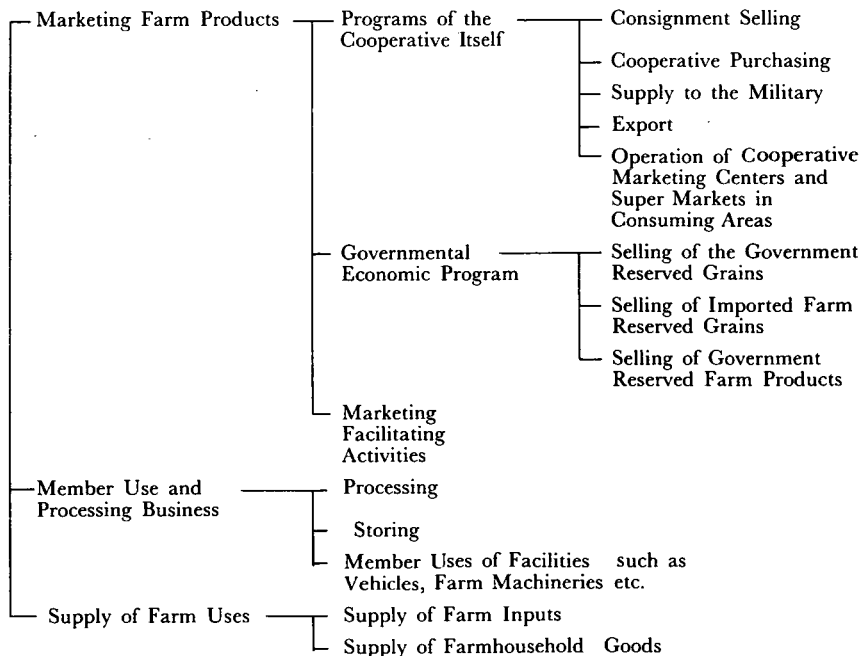 Marketing Farm Products
Programs of the
Cooperative Itself
Consignment Selling
Cooperative Purchasing
Supply to the Military
Export
Operation of Cooperative
Marketing Centers and
Super Markets in
Consuming Areas
Governmental
Economic Program
Selling of the Government
Reserved Grains
Selling of Imported Farm
Reserved Grains
Selling of Government
Reserved Farm Products
Marketing
Facilitating
Activities
Member Use and
Processing Business
Processing
Storing
Member Uses of Facilities such as
Vehicles, Farm Machineries etc.
Supply of Farm Uses
Supply of Farm Inputs
Supply of Farmhousehold Goods